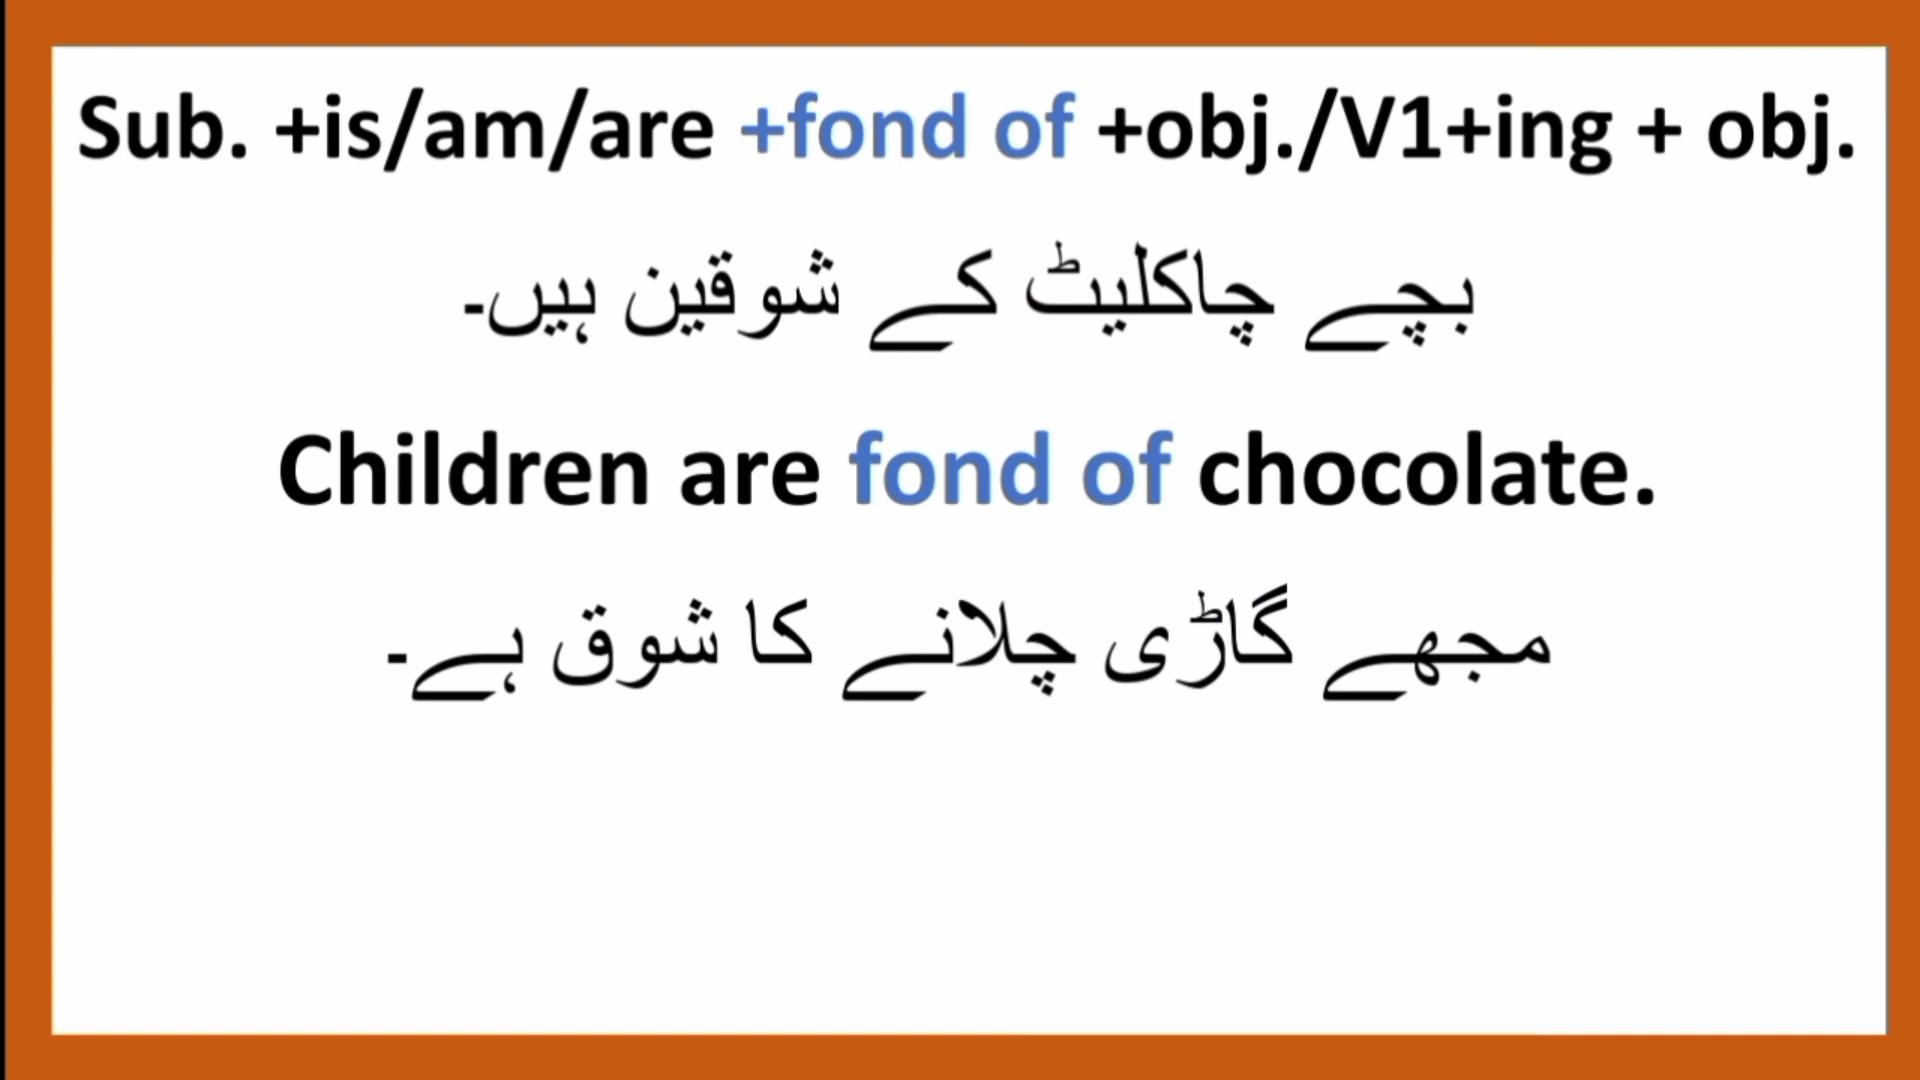 Sub. +is/am/are +fond of +obj./V1+ing + obj.
بچے چاکلیٹ کے شوقین ہیں۔
Children are fond of chocolate.
مجھے گاڑی چلانے کا شوق ہے۔